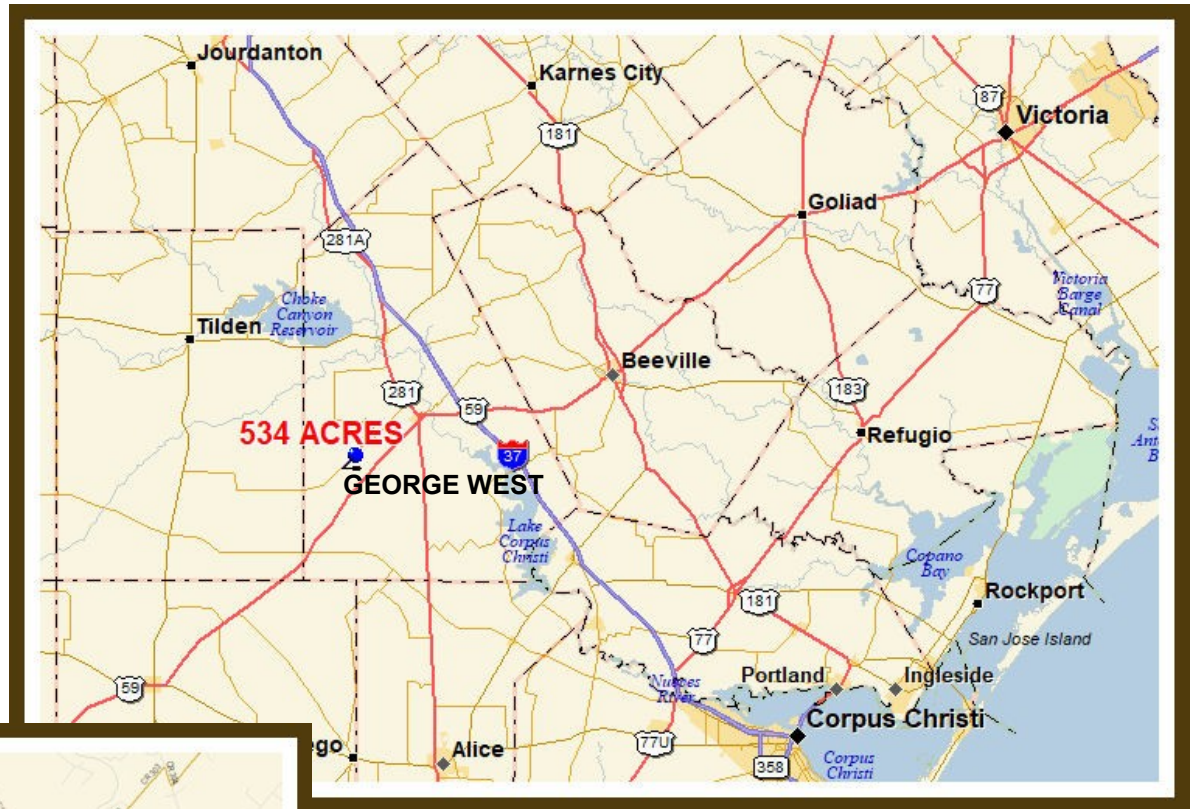 Jourdanton
Karnes City
87
Victoria
181
Goliad
281A
Choke
Canyon
Reservoir
77
Victoria
Barge
Canal
Tilden
Beeville
281
59
183
534 ACRES
Refugio
37
GEORGE WEST
Lake
Corpus
Christi
Copano
Bay
181
Rockport
77
San Jose Island
59
Portland
Ingleside
Corpus Christi
ego
Alice
77U
358
Corpus
Christi